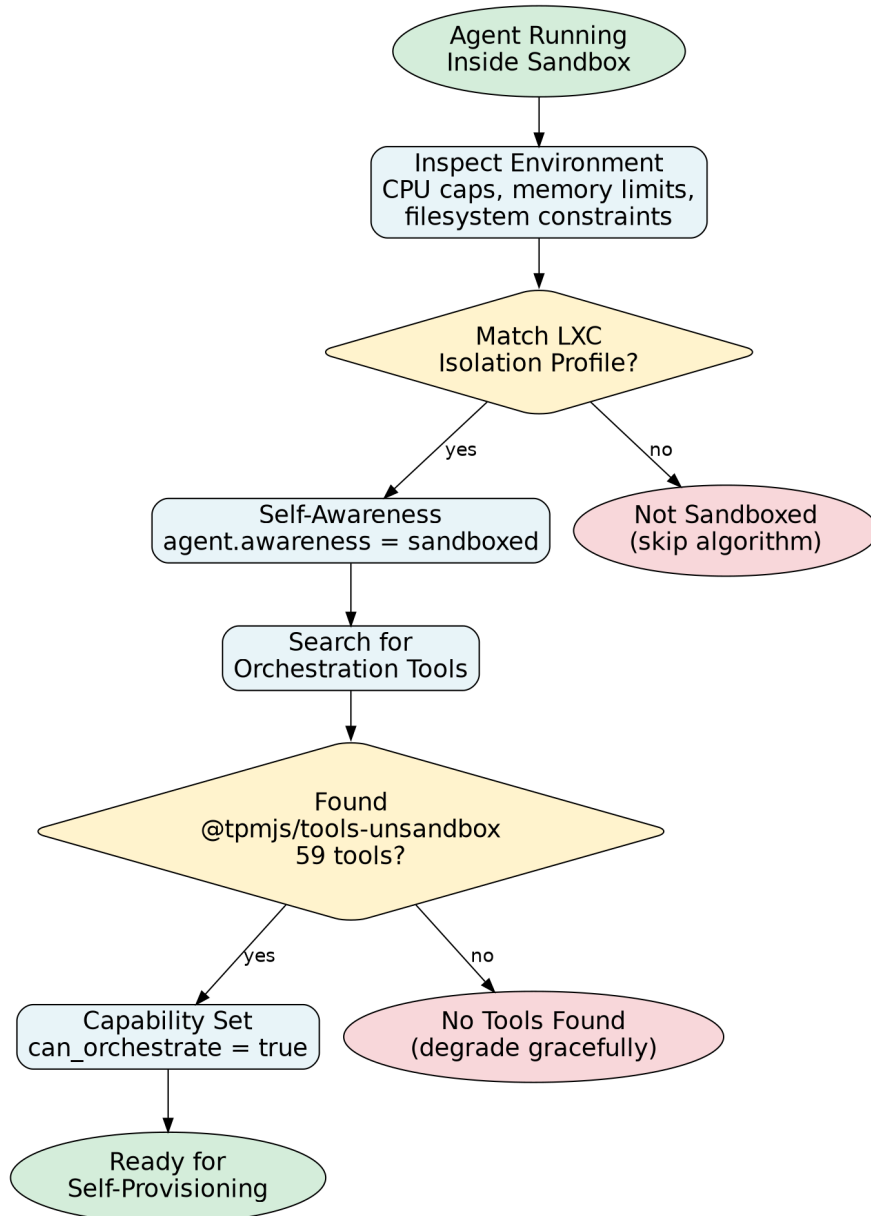 Agent Running
Inside Sandbox
Inspect Environment
CPU caps, memory limits,
filesystem constraints
Match LXC
Isolation Profile?
yes
no
Self-Awareness
agent.awareness = sandboxed
Not Sandboxed
(skip algorithm)
Search for
Orchestration Tools
Found
@tpmjs/tools-unsandbox
59 tools?
yes
no
Capability Set
can_orchestrate = true
No Tools Found
(degrade gracefully)
Ready for
Self-Provisioning